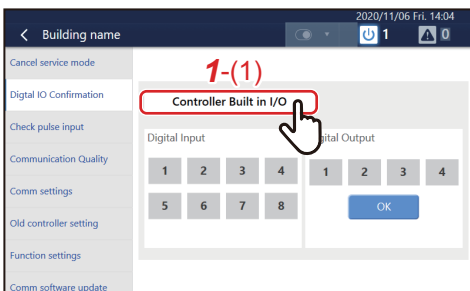 2020/11/06 Fri. 14:04
Building name
1
0
Cancel service mode
Digtal IO Confirmation
Check pulse input
Communication Quality
Comm settings
Old controller setting
Function settings
Comm software update
1-(1)
Controller Built in I/O
Digital Input
1 2 3 4
5 6 7 8
gital Output
1 2 3 4
OK